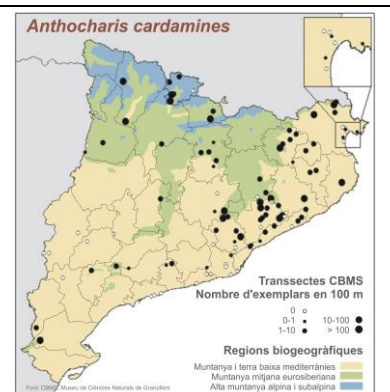 Anthocharis cardamines
Transsectes CBMS
Nombre d'exemplars en 100 m
0
0-1
10-100
1-10
> 100
Regions biogeogràfiques
Muntanya i terra baixa mediterrànies
Muntanya mitjana eurosiberiana
Alta muntanya alpina i subalpina
Font: CBMS, Museu de Ciències Naturals de Granollers